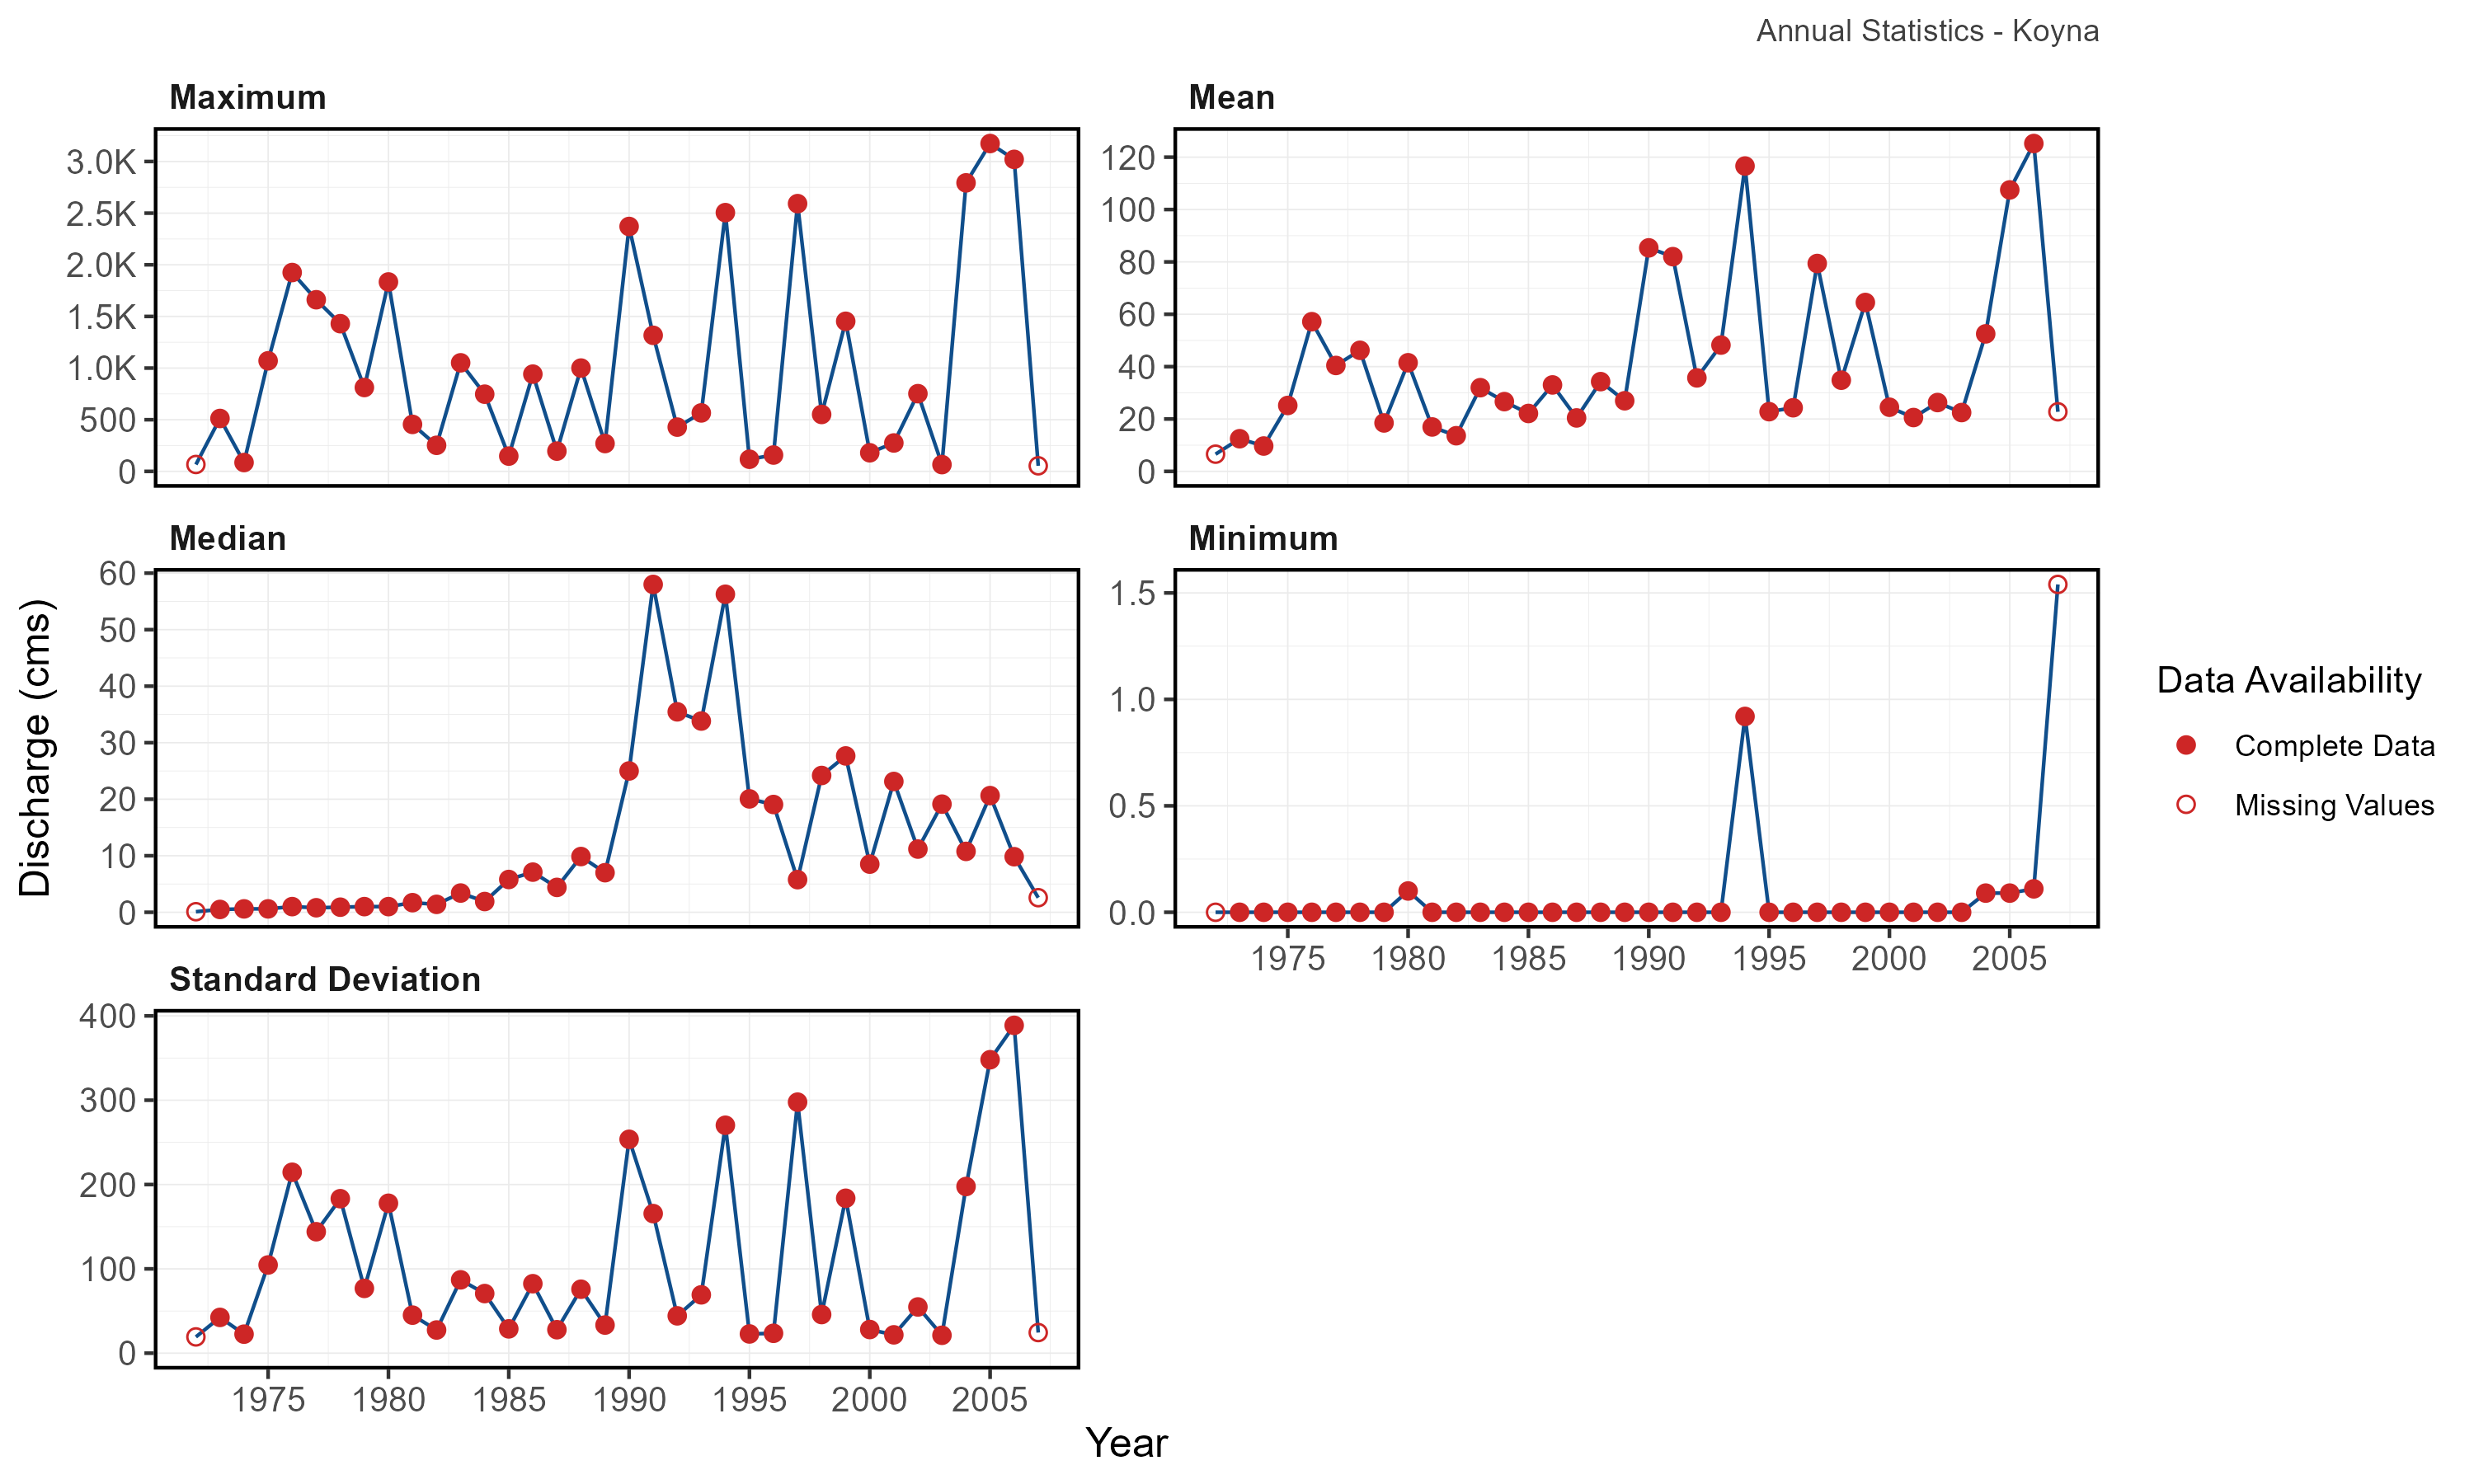 Annual Statistics - Koyna
Maximum
3.0K
2.5K
2.0K
1.5K
1.0K
500
0
Mean
120
100
80
60
40
20
0
Discharge (cms)
Median
60
50
40
30
20
10
0
Minimum
1.5
1.0
0.5
0.0
1975 1980 1985 1990 1995 2000 2005
Data Availability
Complete Data
Missing Values
Standard Deviation
400
300
200
100
0
1975 1980 1985 1990 1995 2000 2005
Year